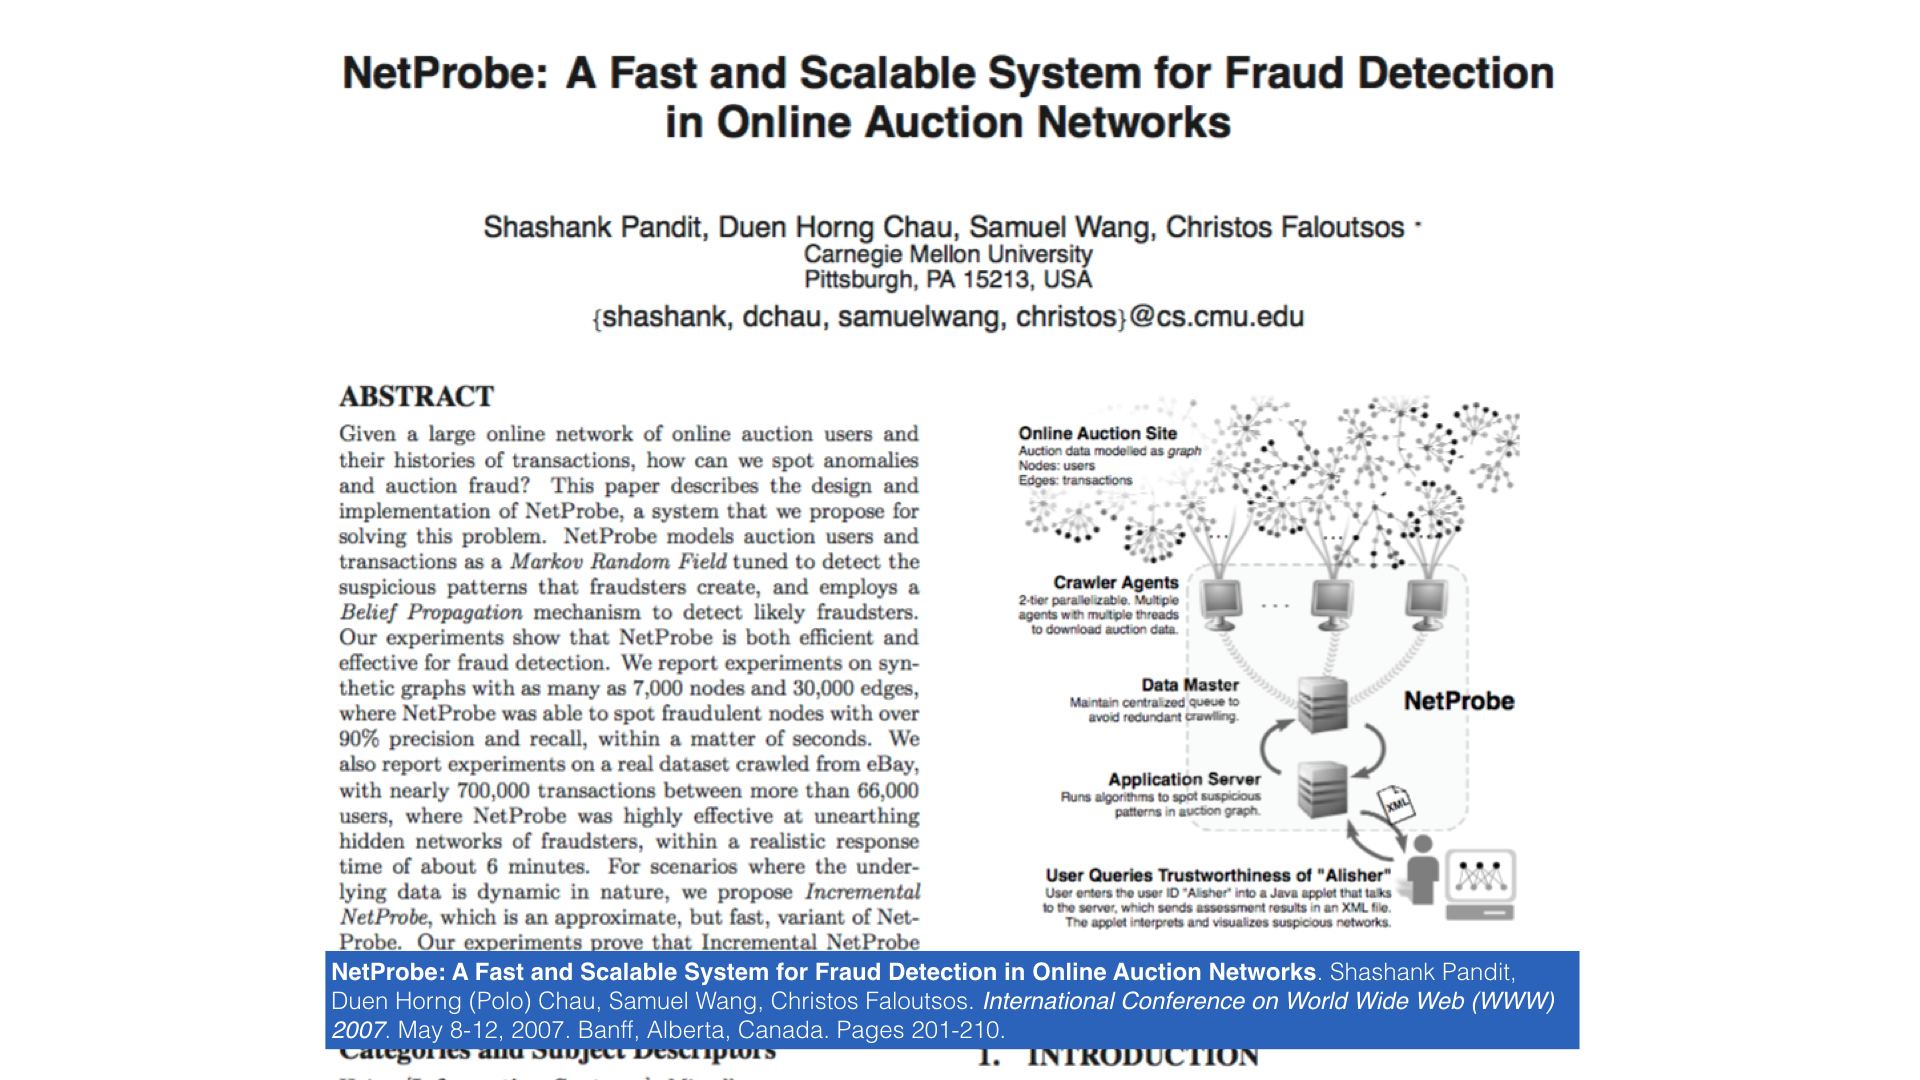 NetProbe: A Fast and Scalable System for Fraud Detection
in Online Auction Networks
Shashank Pandit, Duen Horng Chau, Samuel Wang, Christos Faloutsos *
Carnegie Mellon University
Pittsburgh, PA 15213, USA
{shashank, dchau, samuelwang, christos}@cs.cmu.edu
ABSTRACT
Given a large online network of online auction users and
their histories of transactions, how can we spot anomalies
and auction fraud? This paper describes the design and
implementation of NetProbe, a system that we propose for
solving this problem. NetProbe models auction users and
transactions as a Markov Random Field tuned to detect the
suspicious patterns that fraudsters create, and employs a
Belief Propagation mechanism to detect likely fraudsters.
Our experiments show that NetProbe is both efficient and
effective for fraud detection. We report experiments on syn-
thetic graphs with as many as 7,000 nodes and 30,000 edges,
where NetProbe was able to spot fraudulent nodes with over
90% precision and recall, within a matter of seconds. We
also report experiments on a real dataset crawled from eBay,
with nearly 700,000 transactions between more than 66,000
users, where NetProbe was highly effective at unearthing
hidden networks of fraudsters, within a realistic response
time of about 6 minutes. For scenarios where the under-
lying data is dynamic in nature, we propose Incremental
NetProbe, which is an approximate, but fast, variant of Net-
Probe. Our experiments prove that Incremental NetProbe
Online Auction Site
Auction data modelled as graph
Nodes: users
Edges: transactions
... ... ...
Crawler Agents
2-tier parallelizable. Multiple
agents with multiple threads
to download auction data.
...
Data Master
Maintain centralized queue to
avoid redundant crawlling.
NetProbe
Application Server
Runs algorithms to spot suspicious
patterns in auction graph.
XML
User Queries Trustworthiness of "Alisher"
User enters the user ID "Alisher" into a Java applet that talks
to the server, which sends assessment results in an XML file.
The applet interprets and visualizes suspicious networks.
NetProbe: A Fast and Scalable System for Fraud Detection in Online Auction Networks. Shashank Pandit,
Duen Horng (Polo) Chau, Samuel Wang, Christos Faloutsos. International Conference on World Wide Web (WWW)
2007. May 8-12, 2007. Banff, Alberta, Canada. Pages 201-210.
Categories and Subject Descriptors
1. INTRODUCTION